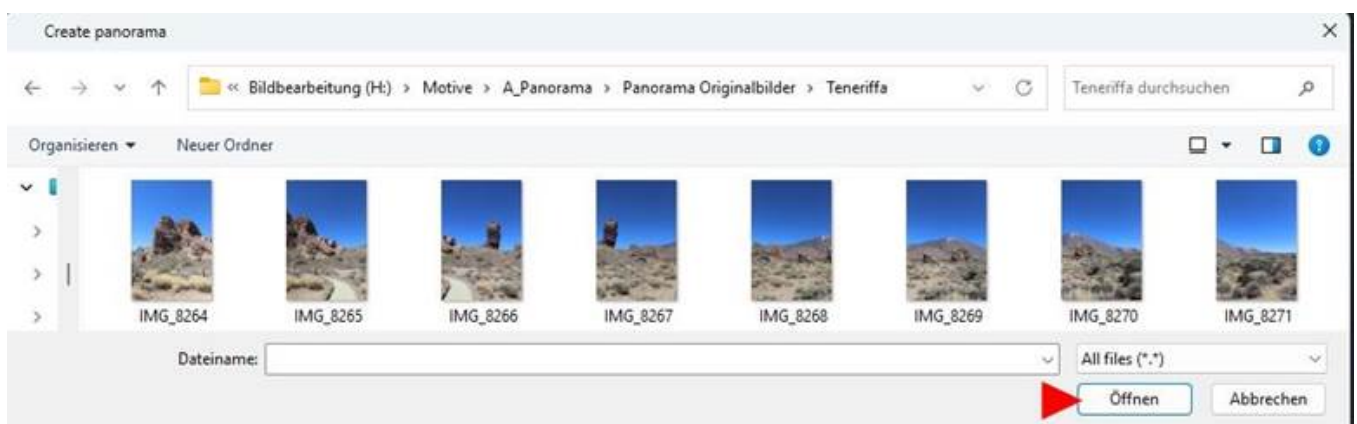 Create panorama
« Bildbearbeitung (H:) > Motive > A_Panorama > Panorama Originalbilder > Teneriffa
Teneriffa durchsuchen
Organisieren Neuer Ordner
IMG_8264 IMG_8265 IMG_8266 IMG_8267 IMG_8268 IMG_8269 IMG_8270 IMG_8271
Dateiname: All files (*.*)
Öffnen Abbrechen